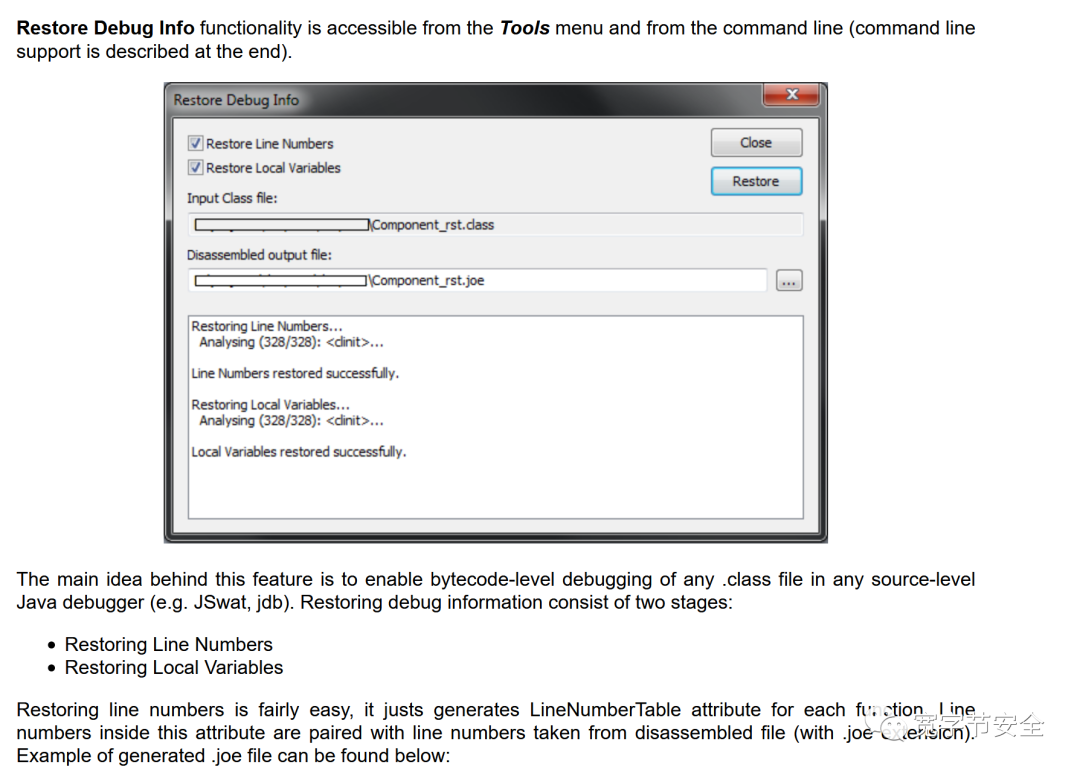 Restore Debug Info functionality is accessible from the Tools menu and from the command line (command line
support is described at the end).
Restore Debug Info
Restore Line Numbers
Close
Restore Local Variables
Restore
Input Class file:
\Component_rst.class
Disassembled output file:
\Component_rst.joe
...
Restoring Line Numbers...
Analysing (328/328): <clinit>...
Line Numbers restored successfully.
Restoring Local Variables...
Analysing (328/328): <clinit>...
Local Variables restored successfully.
The main idea behind this feature is to enable bytecode-level debugging of any .class file in any source-level
Java debugger (e.g. JSwat, jdb). Restoring debug information consist of two stages:
• Restoring Line Numbers
• Restoring Local Variables
Restoring line numbers is fairly easy, it justs generates LineNumberTable attribute for each function. Line
numbers inside this attribute are paired with line numbers taken from disassembled file (with .joe extension).
Example of generated .joe file can be found below:
宽字节安全